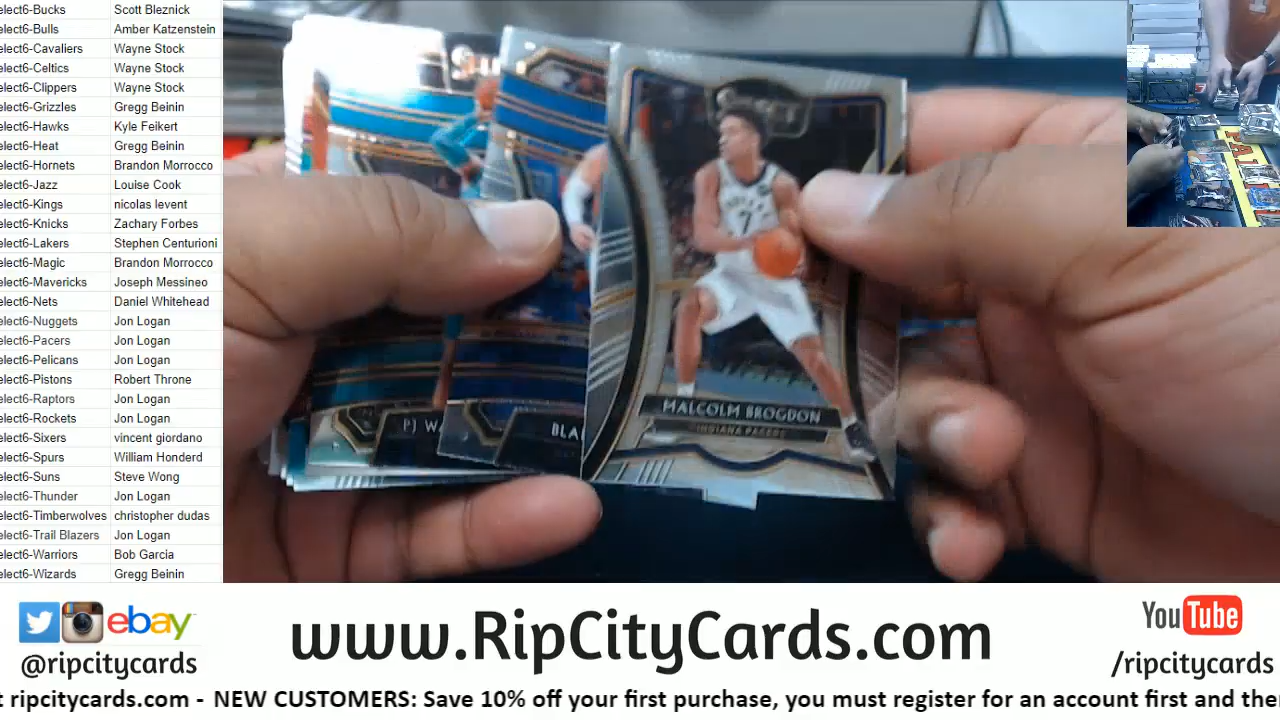 elect6-Bucks Scott Bleznick
elect6-Bulls Amber Katzenstein
elect6-Cavaliers Wayne Stock
elect6-Celtics Wayne Stock
elect6-Clippers Wayne Stock
elect6-Grizzles Gregg Beinin
elect6-Hawks Kyle Feikert
elect6-Heat Gregg Beinin
elect6-Hornets Brandon Morrocco
elect6-Jazz Louise Cook
elect6-Kings nicolas levent
elect6-Knicks Zachary Forbes
elect6-Lakers Stephen Centurioni
elect6-Magic Brandon Morrocco
elect6-Mavericks Joseph Messineo
elect6-Nets Daniel Whitehead
elect6-Nuggets Jon Logan
elect6-Pacers Jon Logan
elect6-Pelicans Jon Logan
elect6-Pistons Robert Throne
elect6-Raptors Jon Logan
elect6-Rockets Jon Logan
elect6-Sixers vincent giordano
elect6-Spurs William Honderd
elect6-Suns Steve Wong
elect6-Thunder Jon Logan
elect6-Timberwolves christopher dudas
elect6-Trail Blazers Jon Logan
elect6-Warriors Bob Garcia
elect6-Wizards Gregg Beinin
7
PJ WA
BLA
MALCOLM BROGDON
INDIANA PACERS
ebay
@ripcitycards
www.RipCityCards.com
YouTube
/ripcitycards
t ripcitycards.com - NEW CUSTOMERS: Save 10% off your first purchase, you must register for an account first and then